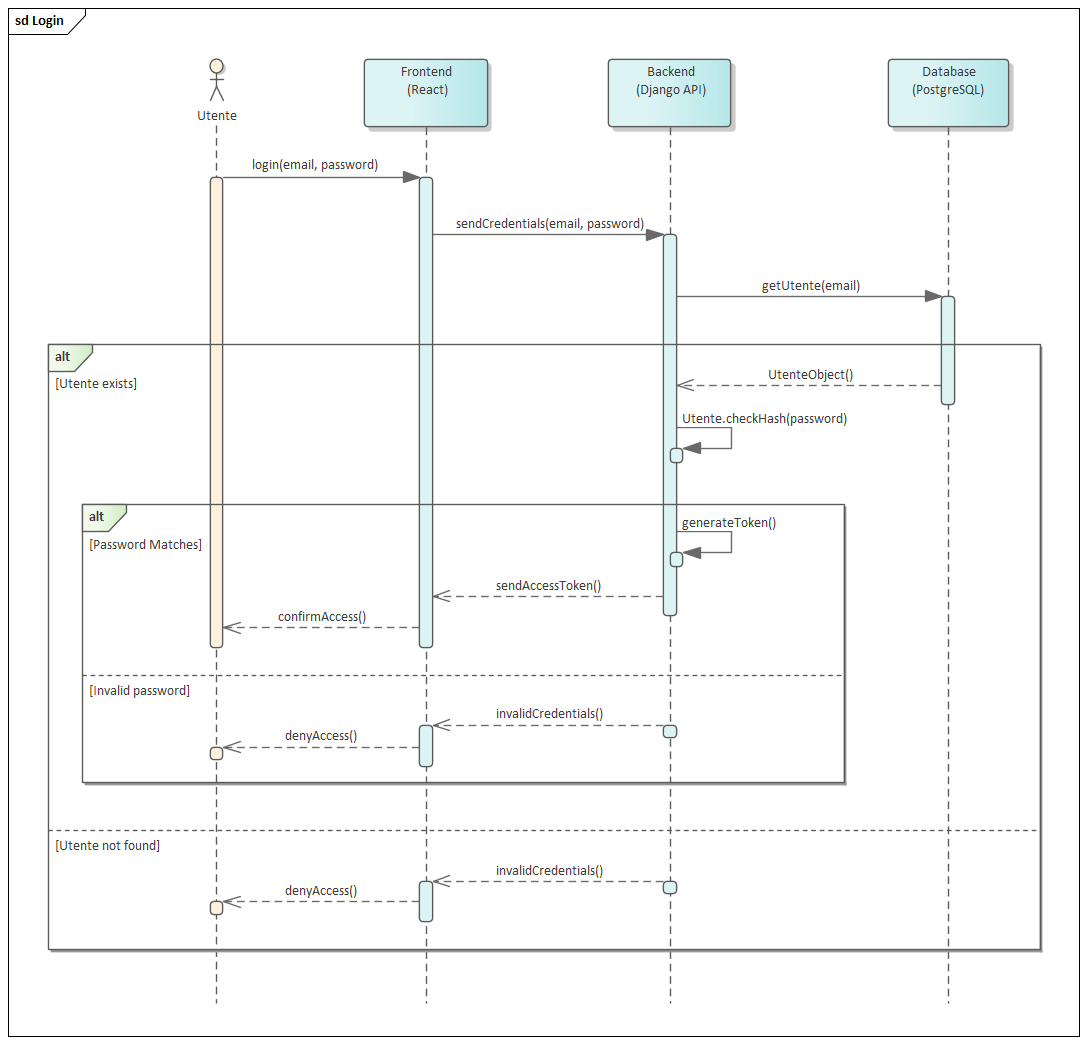 sd Login
Utente
Frontend
(React)
Backend
(Django API)
Database
(PostgreSQL)
login(email, password)
sendCredentials(email, password)
getUtente(email)
alt
[Utente exists]
UtenteObject()
Utente.checkHash(password)
alt
[Password Matches]
generateToken()
sendAccessToken()
confirmAccess()
[Invalid password]
invalidCredentials()
denyAccess()
[Utente not found]
invalidCredentials()
denyAccess()